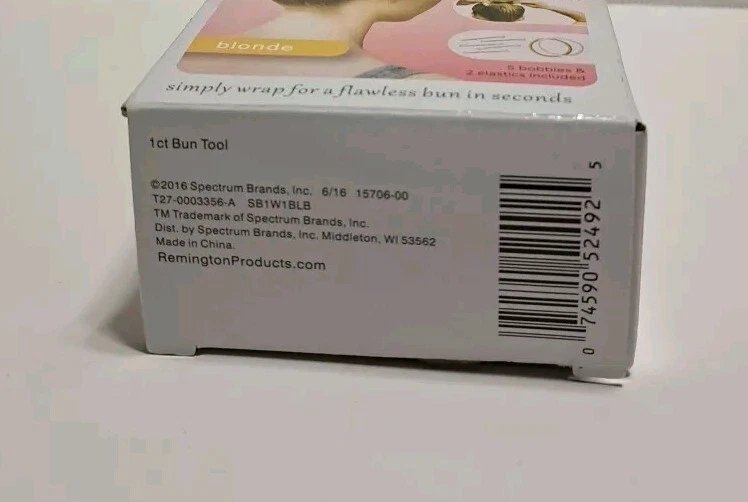 blonde
5 bobbies &
2 elastics included
simply wrap for a flawless bun in seconds
1ct Bun Tool
©2016 Spectrum Brands, Inc. 6/16 15706-00
T27-0003356-A SB1W1BLB
TM Trademark of Spectrum Brands, Inc.
Dist. by Spectrum Brands, Inc. Middleton, WI 53562
Made in China.
RemingtonProducts.com
0 74590 52492 5